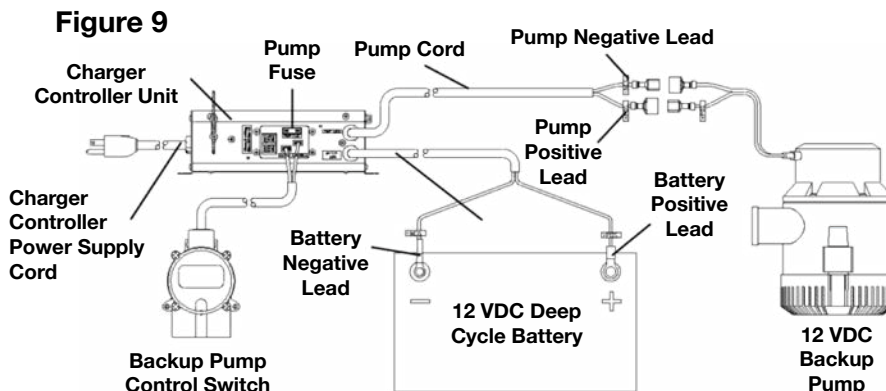 Figure 9
Charger
Controller Unit
Pump
Fuse
Pump Cord
Pump Negative Lead
Pump
Positive
Lead
Charger
Controller
Power Supply
Cord
Battery
Negative
Lead
Battery
Positive
Lead
12 VDC Deep
Cycle Battery
Backup Pump
Control Switch
12 VDC
Backup
Pump